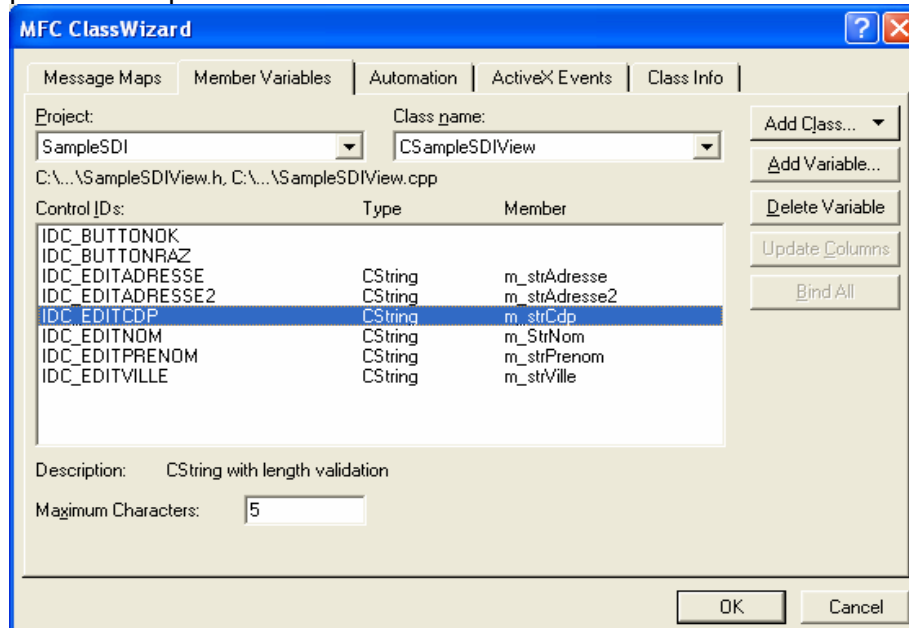 MFC ClassWizard
Message Maps Member Variables Automation ActiveX Events Class Info
Project: Class name:
SampleSDI CSampleSDIView
Add Class...
C:\...\SampleSDIView.h, C:\...\SampleSDIView.cpp
Add Variable...
Control IDs: Type Member
Delete Variable
IDC_BUTTONOK
IDC_BUTTONRAZ
Update Columns
IDC_EDITADRESSE CString m_strAdresse
IDC_EDITADRESSE2 CString m_strAdresse2
Bind All
IDC_EDITCDP CString m_strCdp
IDC_EDITNOM CString m_StrNom
IDC_EDITPRENOM CString m_strPrenom
IDC_EDITVILLE CString m_strVille
Description: CString with length validation
Maximum Characters: 5
OK Cancel